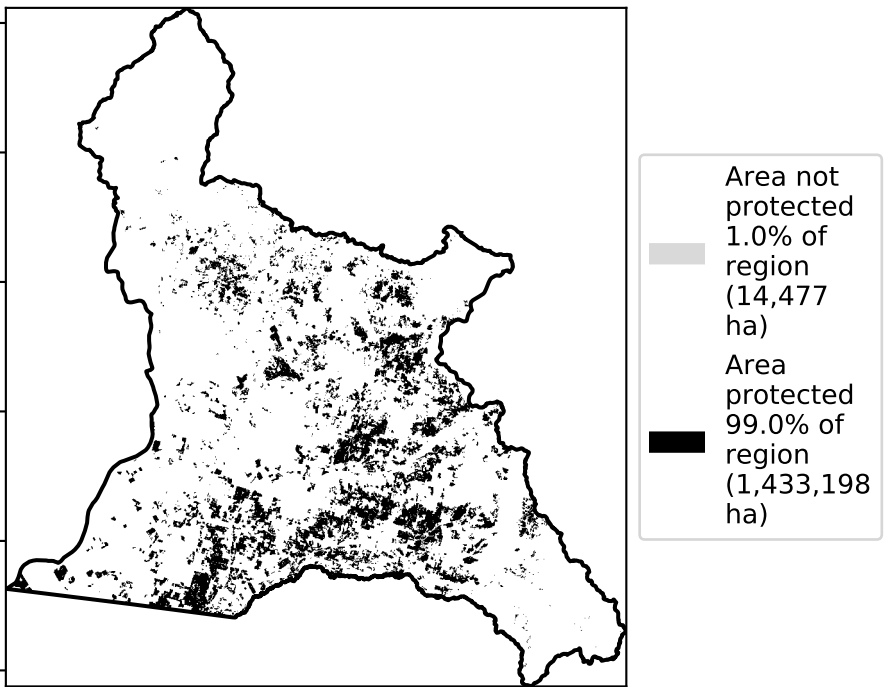 Area not
protected
1.0% of
region
(14,477
ha)
Area
protected
99.0% of
region
(1,433,198
ha)